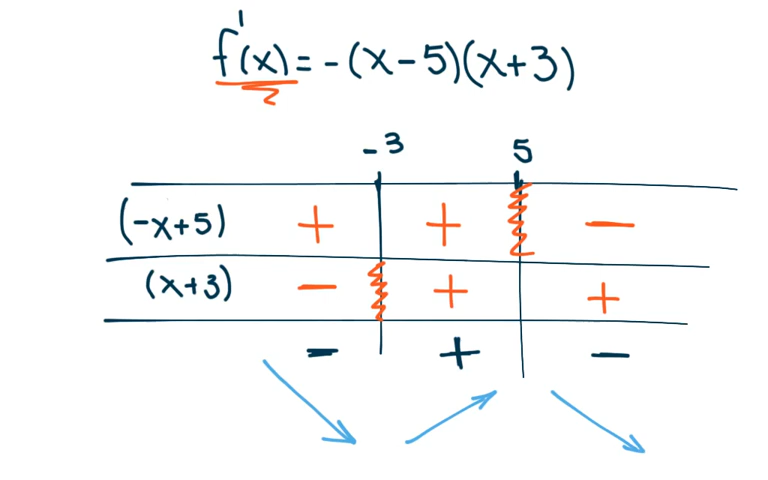 f'(x) = -(x-5)(x+3)
-3 5
(-x+5) + + -
(x+3) - + +
- + -